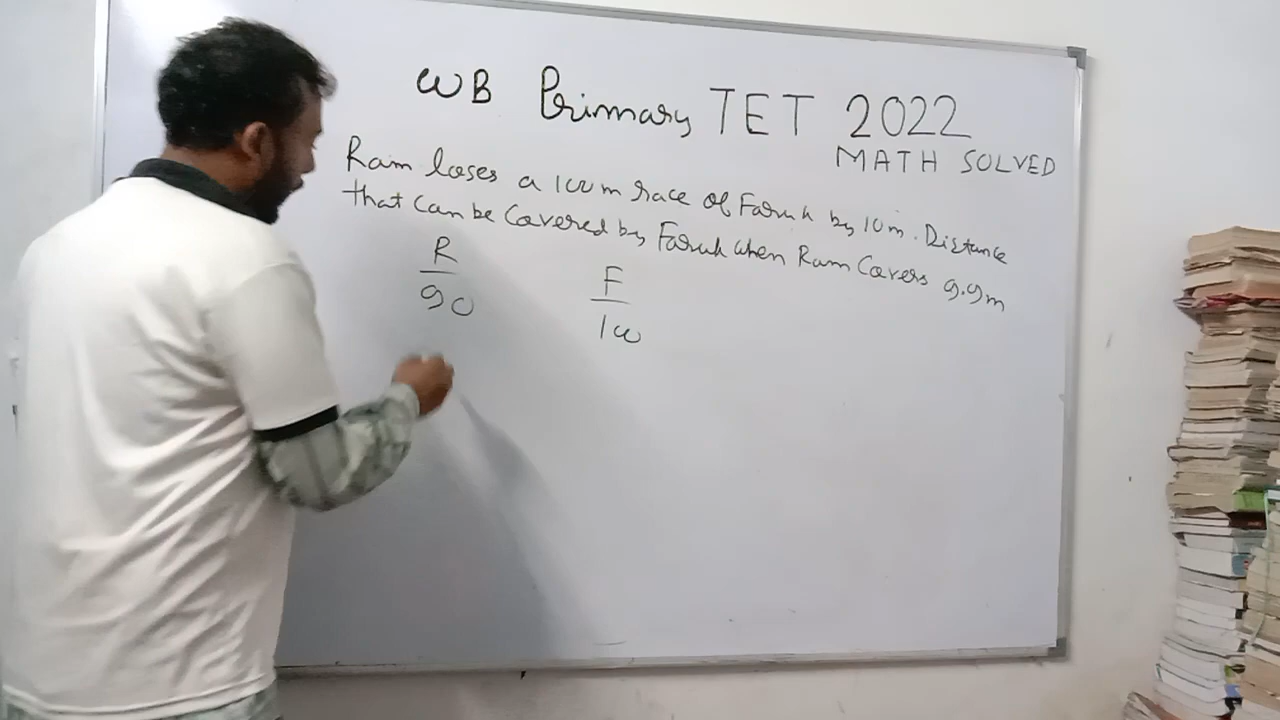 WB Primary TET 2022
MATH SOLVED
Ram loses a 100m race of Faruk by 10m. Distance
that can be covered by Faruk when Ram Covers 9.9m
R F
90 100